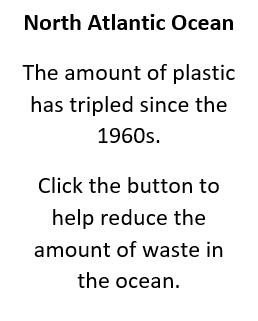 North Atlantic Ocean
The amount of plastic
has tripled since the
1960s.
Click the button to
help reduce the
amount of waste in
the ocean.